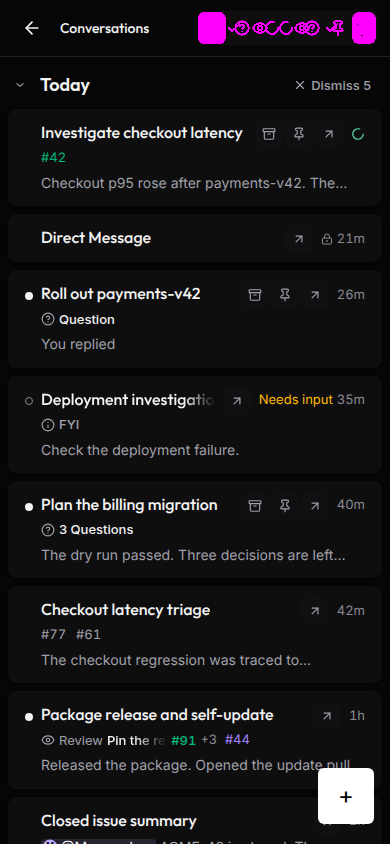 Conversations
Today
Dismiss 5
Investigate checkout latency
#42
Checkout p95 rose after payments-v42. The...
Direct Message
21m
Roll out payments-v42
26m
Question
You replied
Deployment investigatio
Needs input 35m
FYI
Check the deployment failure.
Plan the billing migration
40m
3 Questions
The dry run passed. Three decisions are left...
Checkout latency triage
42m
#77 #61
The checkout regression was traced to...
Package release and self-update
1h
Review Pin the re #91 +3 #44
Released the package. Opened the update pull
+
Closed issue summary